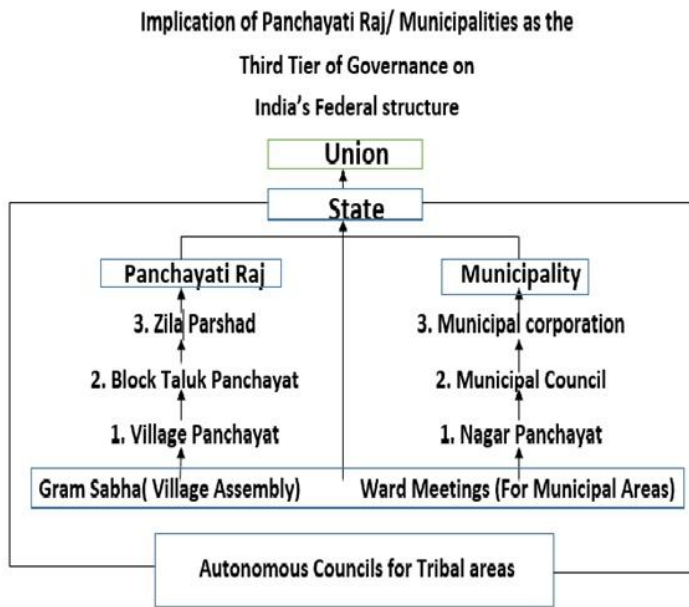 Implication of Panchayati Raj/ Municipalities as the
Third Tier of Governance on
India's Federal structure
Union
State
Panchayati Raj
Municipality
3. Zila Parshad
3. Municipal corporation
2. Block Taluk Panchayat
2. Municipal Council
1. Village Panchayat
1. Nagar Panchayat
Gram Sabha( Village Assembly)
Ward Meetings (For Municipal Areas)
Autonomous Councils for Tribal areas